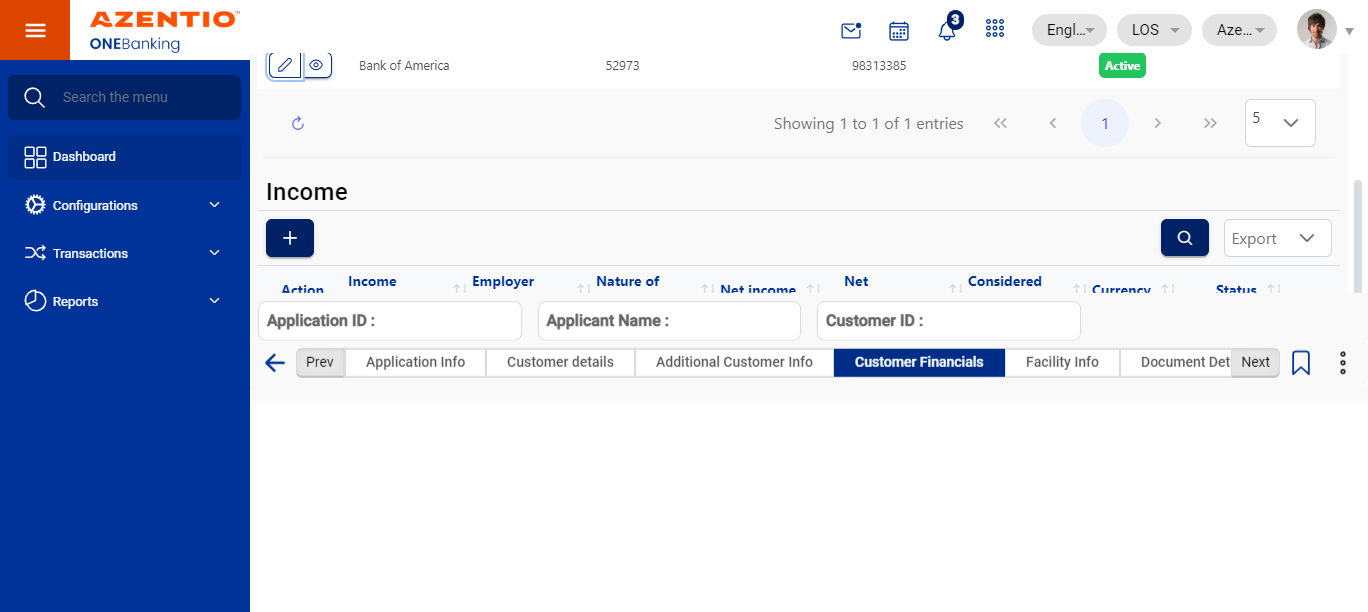 AZENTIO™
ONEBanking
3
Engl...
LOS
Aze...
Search the menu
Dashboard
Configurations
Transactions
Reports
Bank of America 52973 98313385 Active
Showing 1 to 1 of 1 entries 1 5
Income
Export
Action Income Employer Nature of Net income Net Considered Currency Status
Application ID : Applicant Name : Customer ID :
Prev Application Info Customer details Additional Customer Info Customer Financials Facility Info Document Det Next